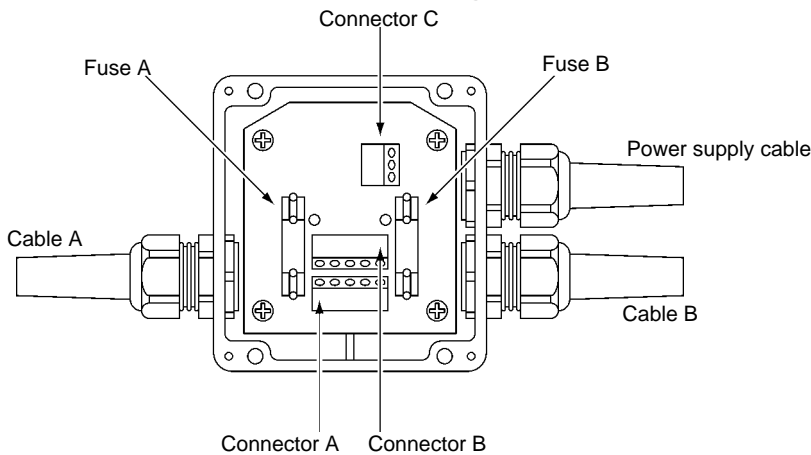 Connector C
Fuse A
Fuse B
Power supply cable
Cable A
Cable B
Connector A
Connector B